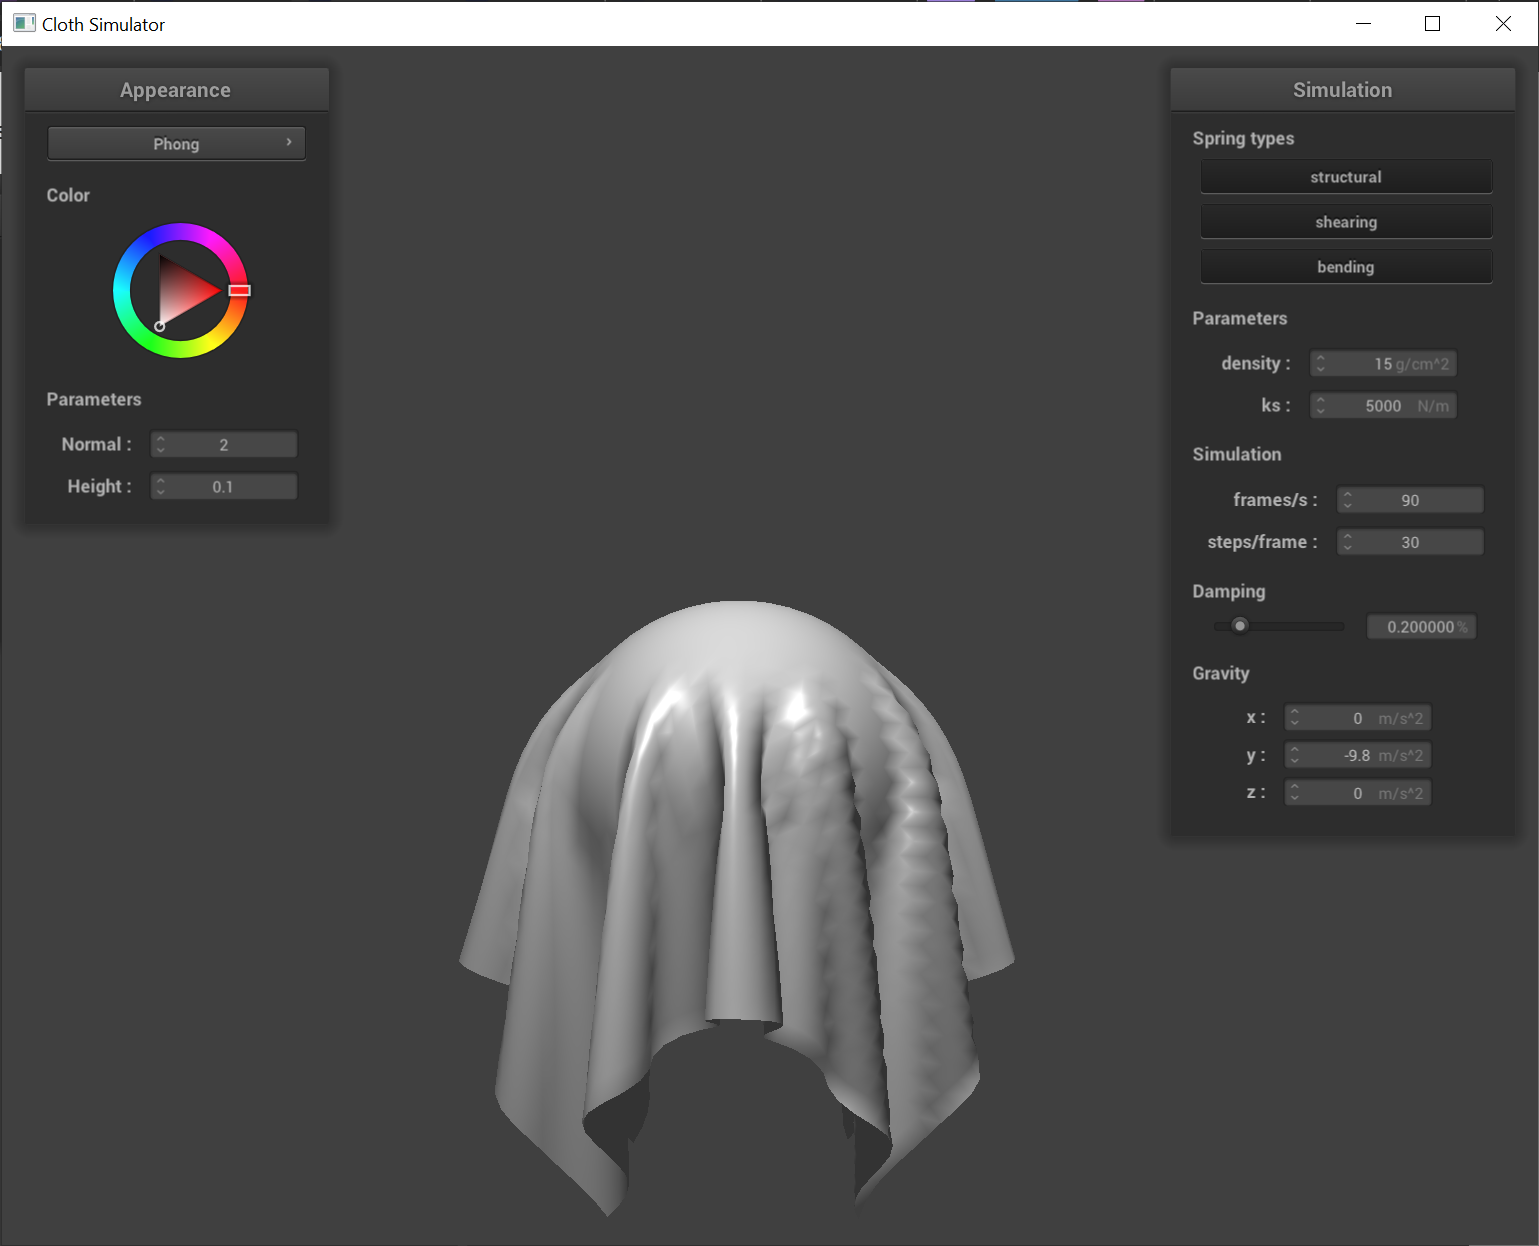 Cloth Simulator
Appearance
Phong
Color
Parameters
Normal : 2
Height : 0.1
Simulation
Spring types
structural
shearing
bending
Parameters
density : 15 g/cm^2
ks : 5000 N/m
Simulation
frames/s : 90
steps/frame : 30
Damping
0.200000 %
Gravity
x : 0 m/s^2
y : -9.8 m/s^2
z : 0 m/s^2